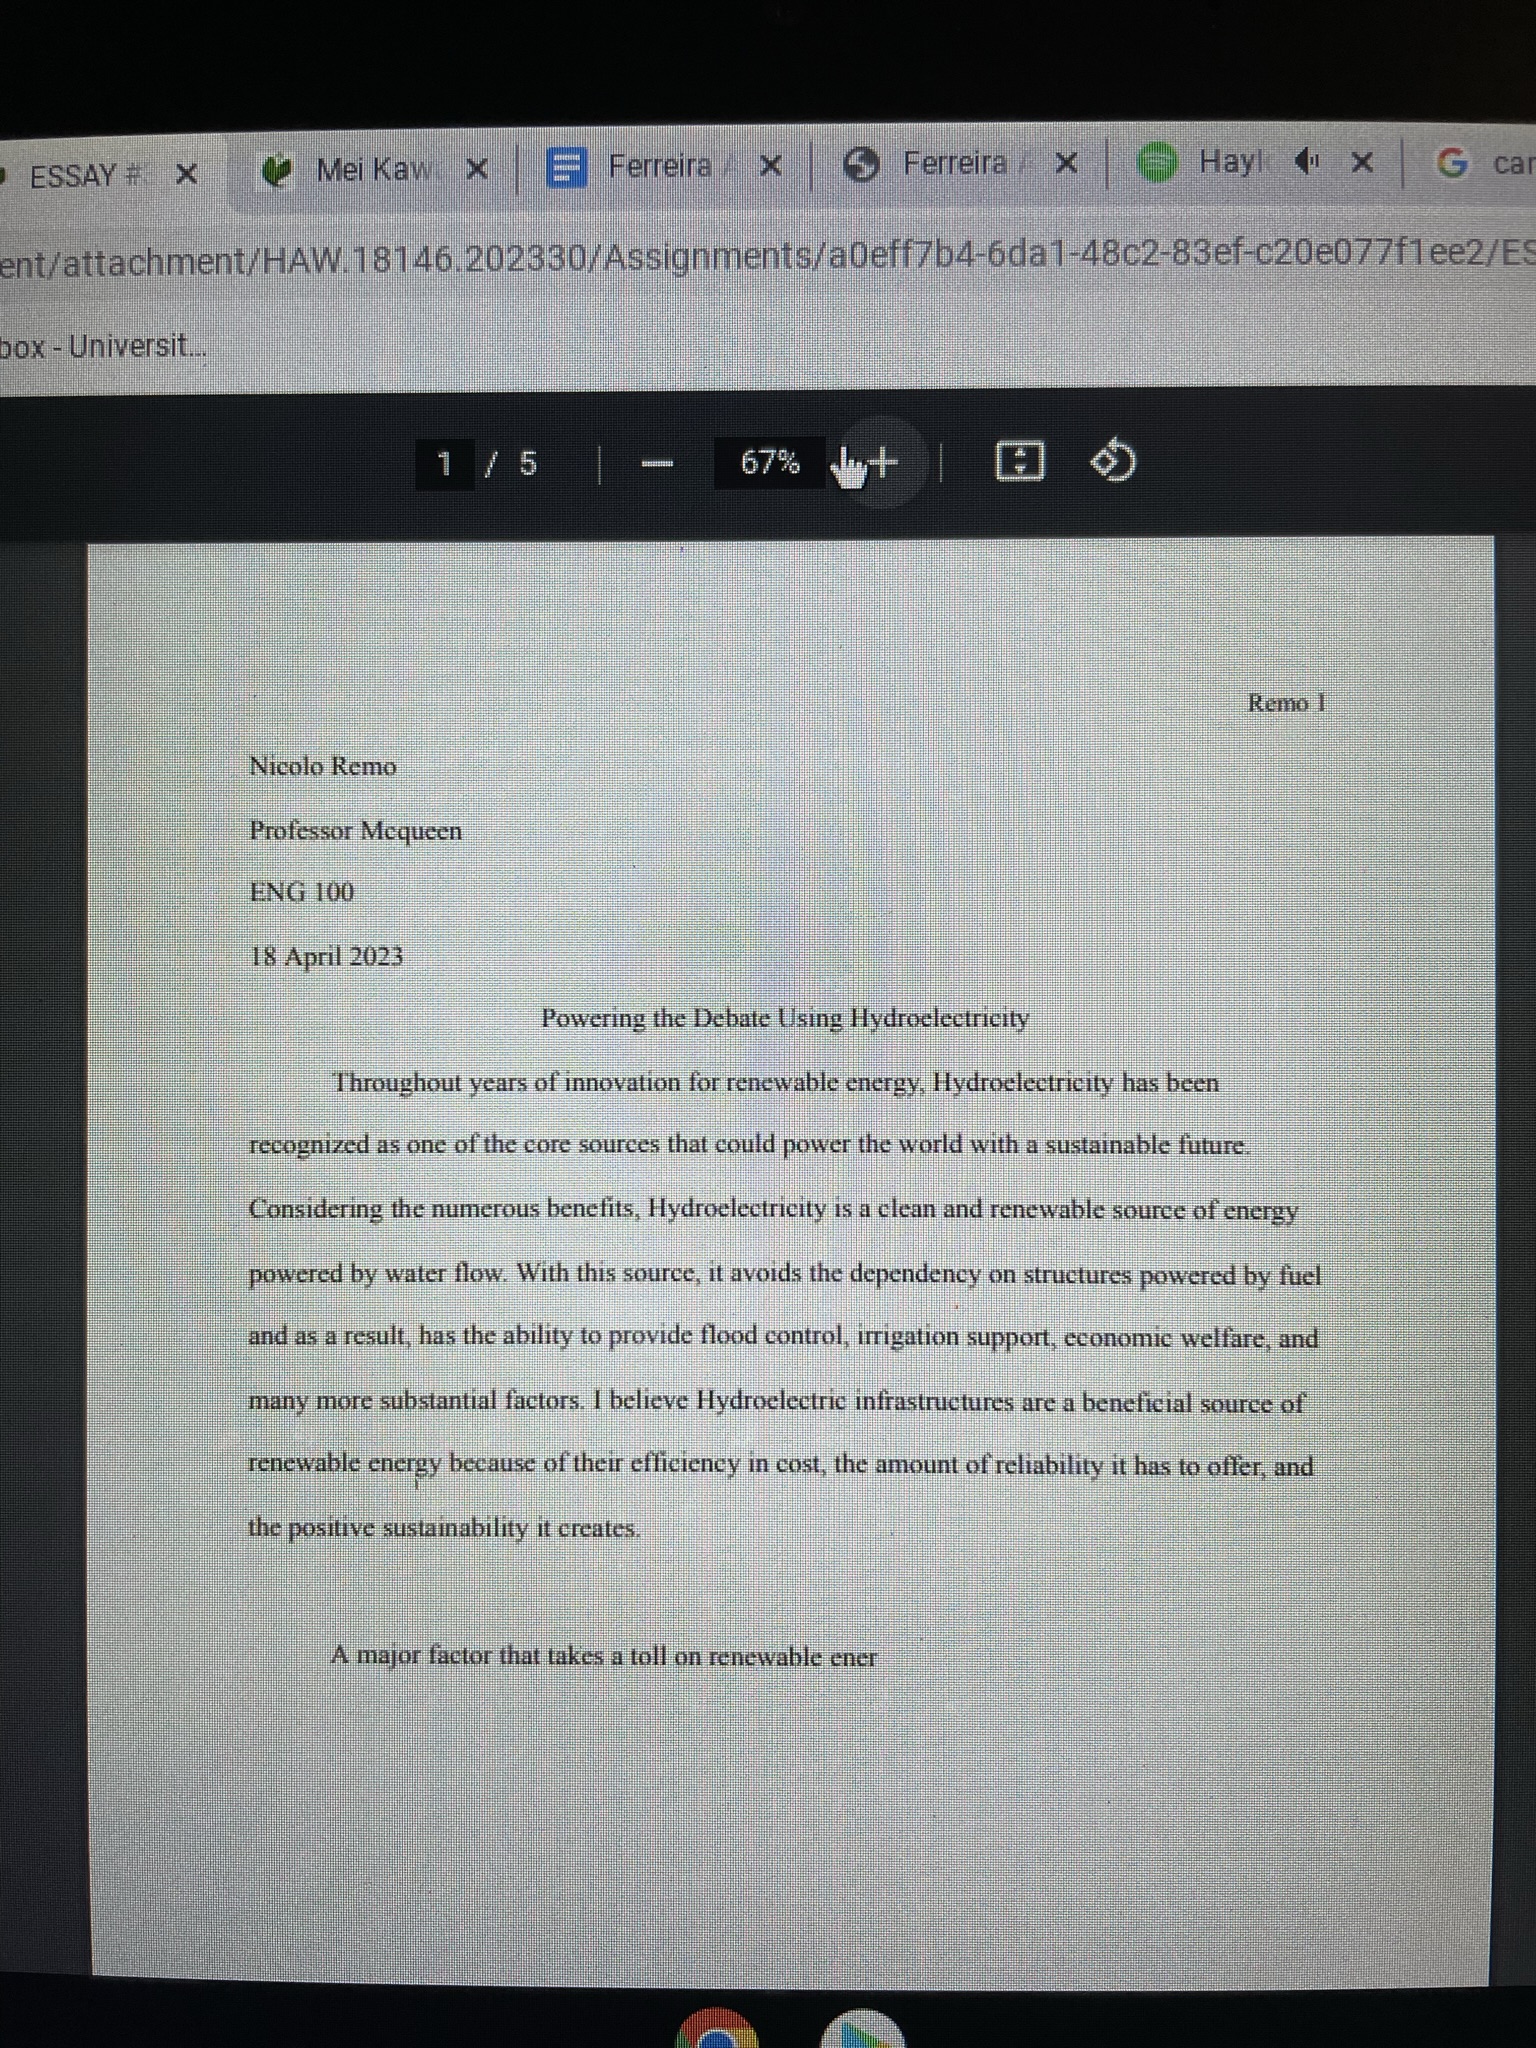 ESSAY #
Mei Kaw
Ferreira
Ferreira
Hay
car
ent/attachment/HAW.18146.202330/Assignments/a0eff7b4-6da1-48c2-83ef-c20e077f1ee2/ES
box - Universit...
1 / 5
67%
Remo 1
Nicolo Remo
Professor Mcqueen
ENG 100
18 April 2023
Powering the Debate Using Hydroelectricity
Throughout years of innovation for renewable energy, Hydroelectricity has been
recognized as one of the core sources that could power the world with a sustainable future.
Considering the numerous benefits, Hydroelectricity is a clean and renewable source of energy
powered by water flow. With this source, it avoids the dependency on structures powered by fuel
and as a result, has the ability to provide flood control, irrigation support, economic welfare, and
many more substantial factors. I believe Hydroelectric infrastructures are a beneficial source of
renewable energy because of their efficiency in cost, the amount of reliability it has to offer, and
the positive sustainability it creates.
A major factor that takes a toll on renewable ener